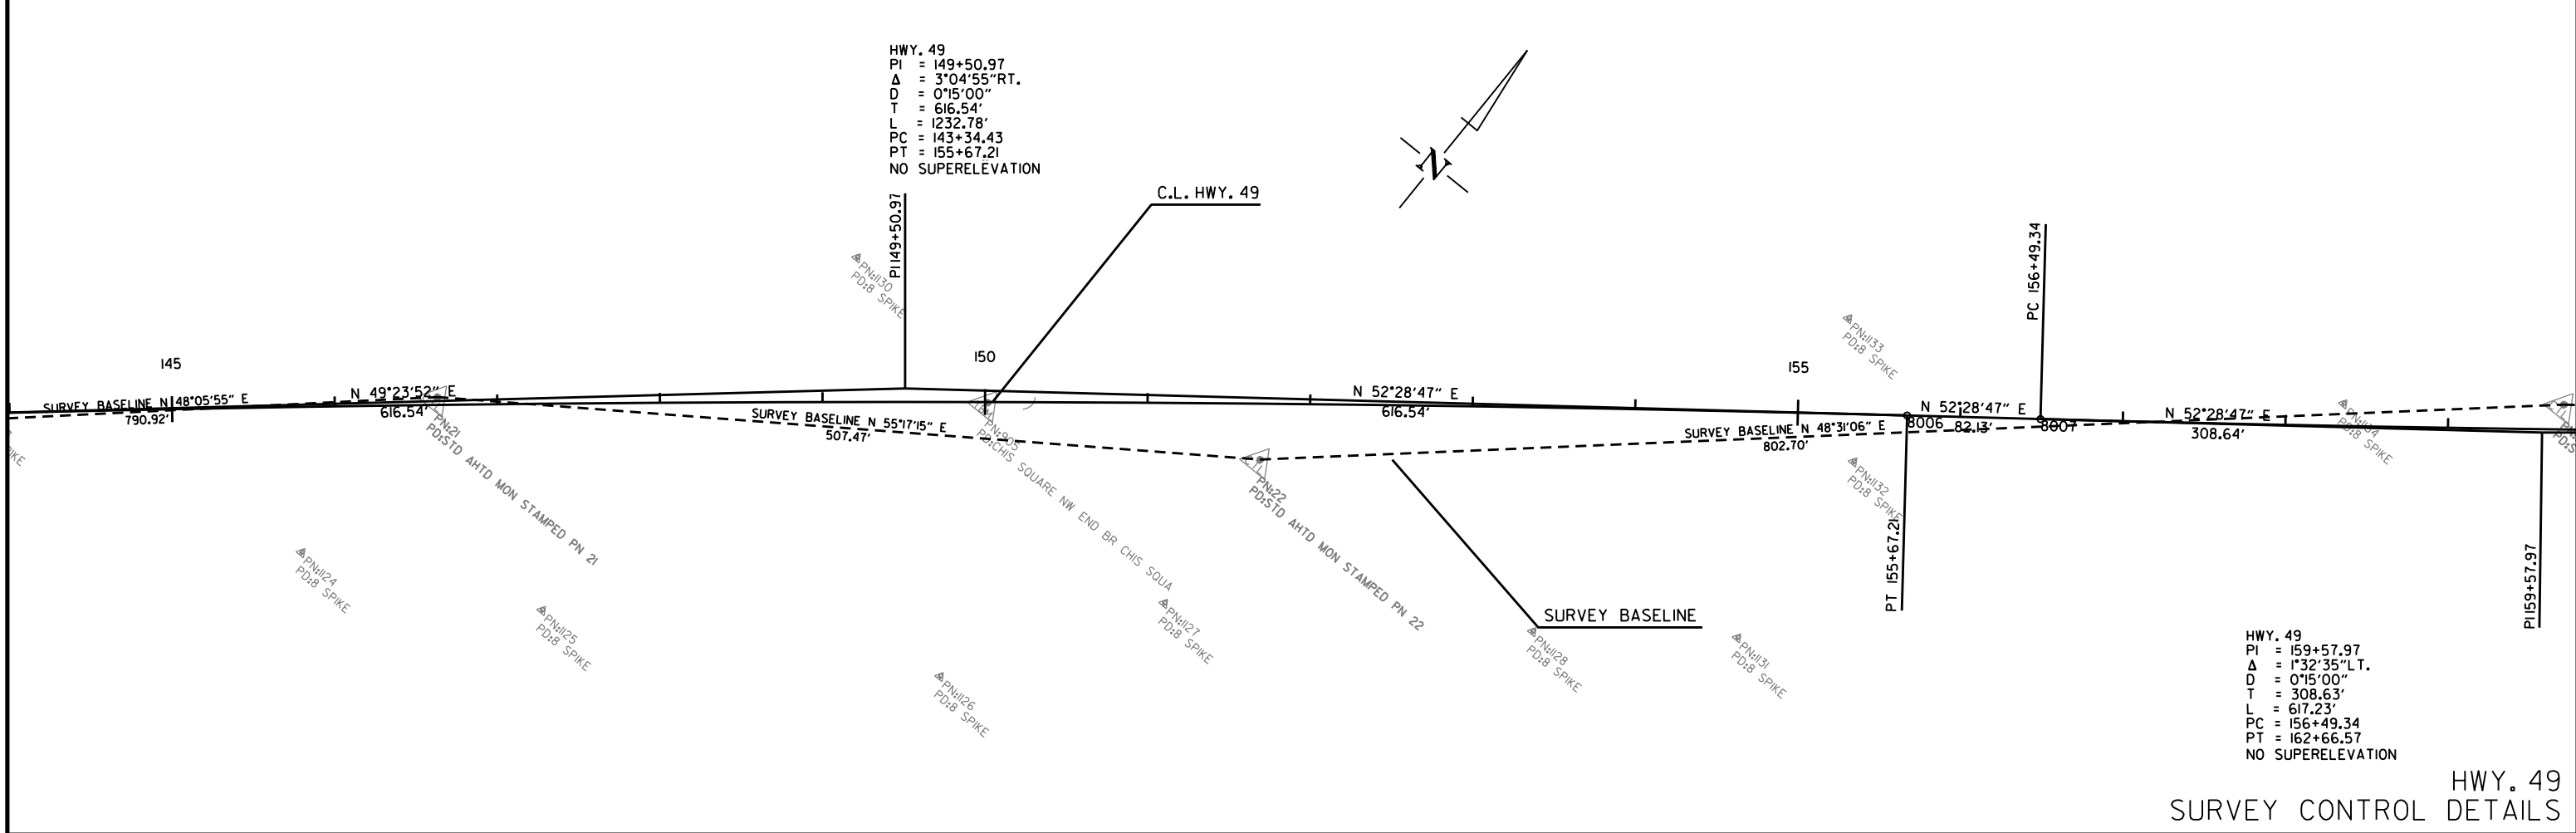 HWY. 49
PI = 149+50.97
Δ = 3°04'55"RT.
D = 0°15'00"
T = 616.54'
L = 1232.78'
PC = 143+34.43
PT = 155+67.21
NO SUPERELEVATION
PI 149+50.97
C.L. HWY. 49
N
PC 156+49.34
PN:1130
PD:8 SPIKE
PN:1133
PD:8 SPIKE
145
150
155
SURVEY BASELINE N 48°05'55" E
790.92'
N 49°23'52" E
616.54'
PN:21
PD:STD AHTD MON STAMPED PN 21
SURVEY BASELINE N 55°17'15" E
507.47'
PN:905
PD:CHIS SQUARE NW END BR CHIS SQUA
N 52°28'47" E
616.54'
PN:22
PD:STD AHTD MON STAMPED PN 22
SURVEY BASELINE N 48°31'06" E
802.70'
8006
N 52°28'47" E
82.13'
8007
N 52°28'47" E
308.64'
PN:1134
PD:8 SPIKE
PN:1132
PD:8 SPIKE
PT 155+67.21
PI 159+57.97
PN:1124
PD:8 SPIKE
PN:1125
PD:8 SPIKE
PN:1126
PD:8 SPIKE
PN:1127
PD:8 SPIKE
PN:1128
PD:8 SPIKE
PN:1131
PD:8 SPIKE
SURVEY BASELINE
HWY. 49
PI = 159+57.97
Δ = 1°32'35"LT.
D = 0°15'00"
T = 308.63'
L = 617.23'
PC = 156+49.34
PT = 162+66.57
NO SUPERELEVATION
HWY. 49
SURVEY CONTROL DETAILS